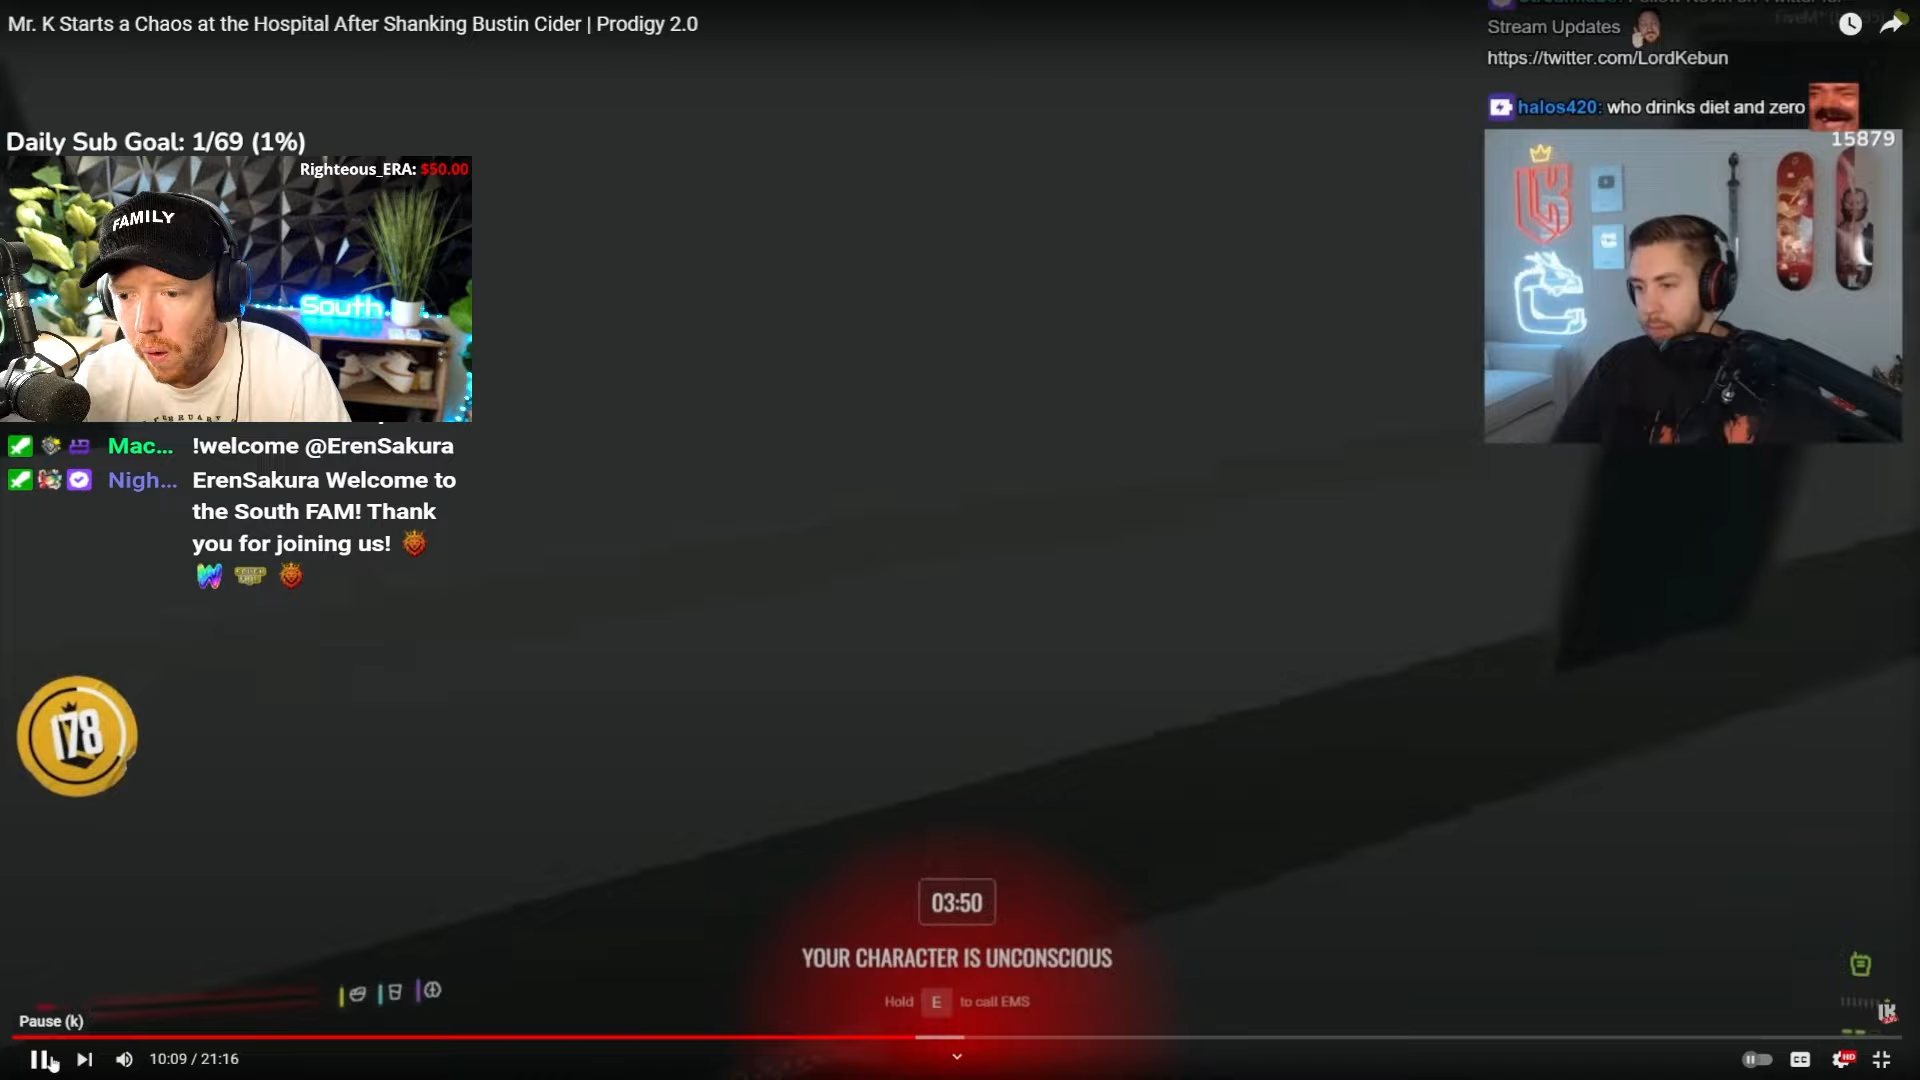 Mr. K Starts a Chaos at the Hospital After Shanking Bustin Cider | Prodigy 2.0
Stream Updates
https://twitter.com/LordKebun
halos420: who drinks diet and zero
15879
Daily Sub Goal: 1/69 (1%)
Righteous_ERA: $50.00
FAMILY
South
FEBRUARY
Mac... !welcome @ErenSakura
Nigh... ErenSakura Welcome to
the South FAM! Thank
you for joining us!
178
03:50
YOUR CHARACTER IS UNCONSCIOUS
Hold E to call EMS
Pause (k)
10:09 / 21:16
CC
HD